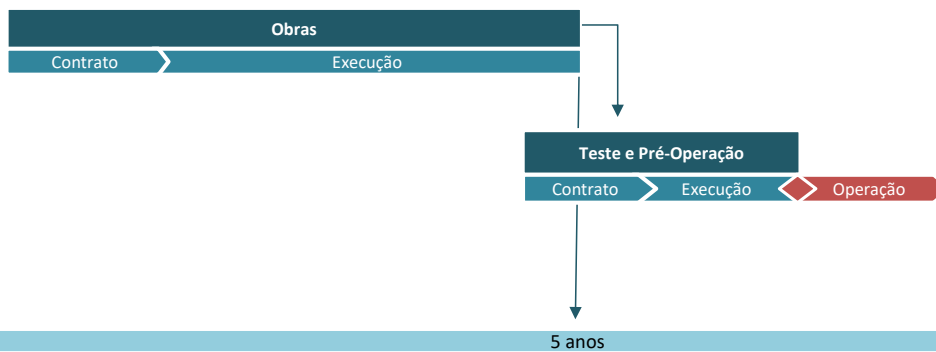 Obras
Contrato
Execução
Teste e Pré-Operação
Contrato
Execução
Operação
5 anos